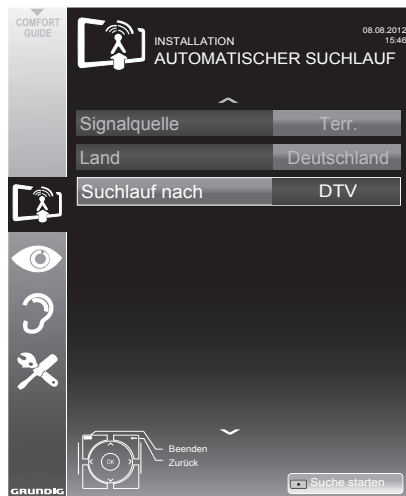 COMFORT
GUIDE
INSTALLATION
AUTOMATISCHER SUCHLAUF
08.08.2012
15:46
Signalquelle Terr.
Land Deutschland
Suchlauf nach DTV
OK
Beenden
Zurück
Suche starten
GRUNDIG